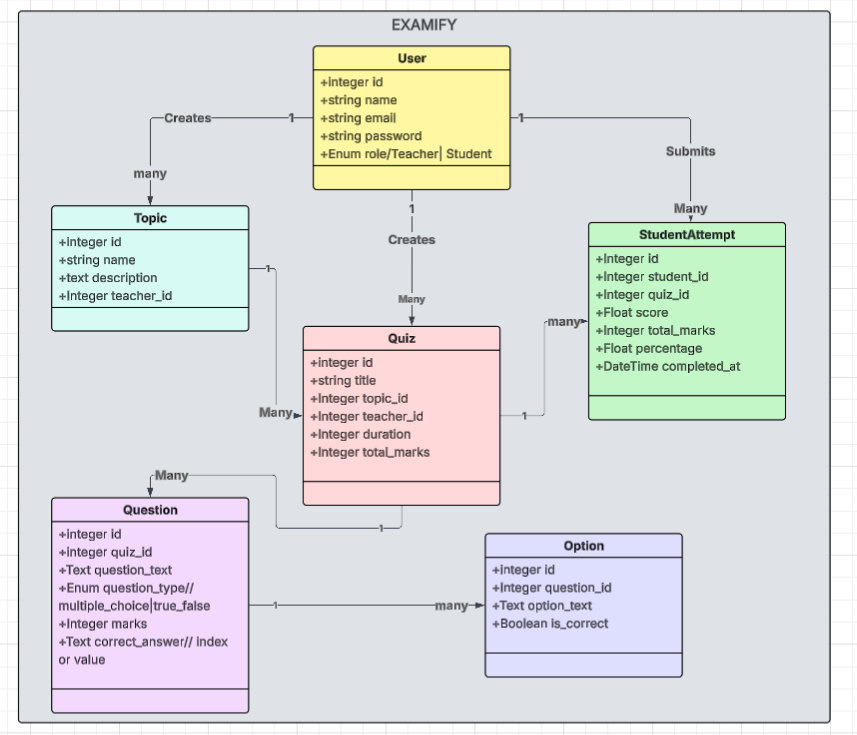 EXAMIFY
User
+integer id
+string name
+string email
+string password
+Enum role/Teacher| Student
Creates
1
many
1
Submits
Many
1
Creates
Many
Topic
+integer id
+string name
+text description
+Integer teacher_id
1
Many
StudentAttempt
+Integer id
+Integer student_id
+Integer quiz_id
+Float score
+Integer total_marks
+Float percentage
+DateTime completed_at
Quiz
+integer id
+string title
+Integer topic_id
+Integer teacher_id
+Integer duration
+Integer total_marks
many
1
Many
1
Question
+integer id
+integer quiz_id
+Text question_text
+Enum question_type//
multiple_choice|true_false
+Integer marks
+Text correct_answer// index
or value
1
many
Option
+integer id
+Integer question_id
+Text option_text
+Boolean is_correct